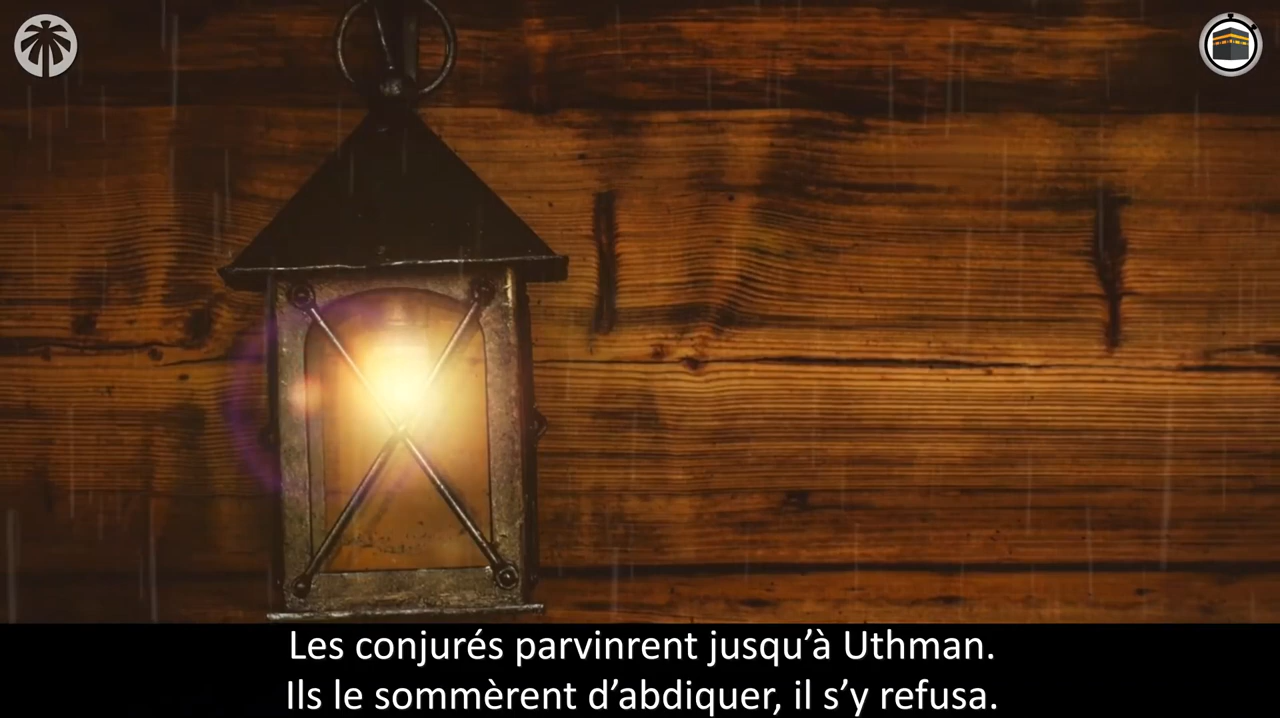 Les conjurés parvinrent jusqu’à Uthman.
Ils le sommèrent d’abdiquer, il s’y refusa.